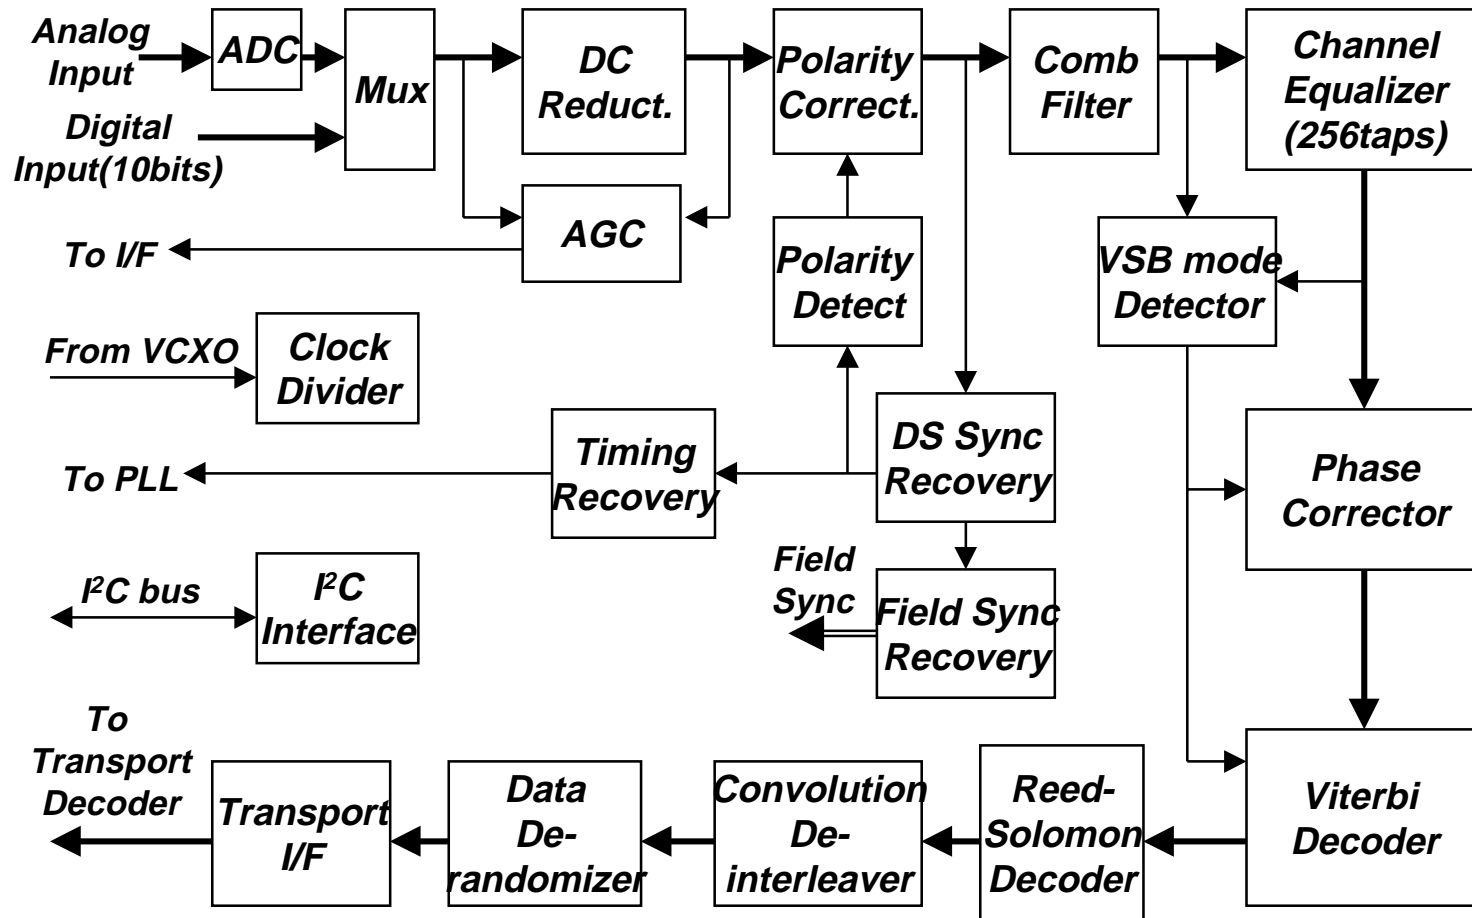 Analog
Input
ADC
Mux
DC
Reduct.
Polarity
Correct.
Comb
Filter
Channel
Equalizer
(256taps)
Digital
Input(10bits)
AGC
To I/F
Polarity
Detect
VSB mode
Detector
From VCXO
Clock
Divider
To PLL
Timing
Recovery
DS Sync
Recovery
Phase
Corrector
I²C bus
I²C
Interface
Field
Sync
Field Sync
Recovery
To
Transport
Decoder
Transport
I/F
Data
De-
randomizer
Convolution
De-
interleaver
Reed-
Solomon
Decoder
Viterbi
Decoder